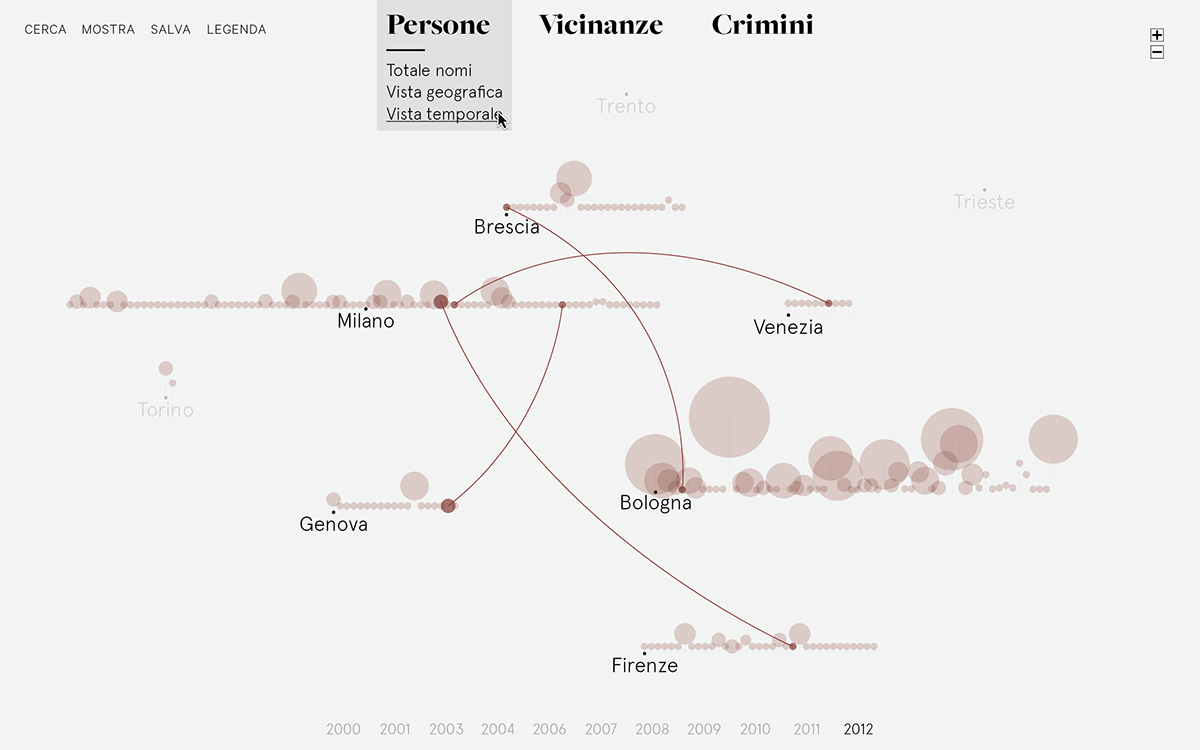 CERCA MOSTRA SALVA LEGENDA
Persone Vicinanze Crimini
Totale nomi
Vista geografica
Vista temporale
Trento
Trieste
Brescia
Milano
Venezia
Torino
Bologna
Genova
Firenze
2000 2001 2003 2004 2006 2007 2008 2009 2010 2011 2012